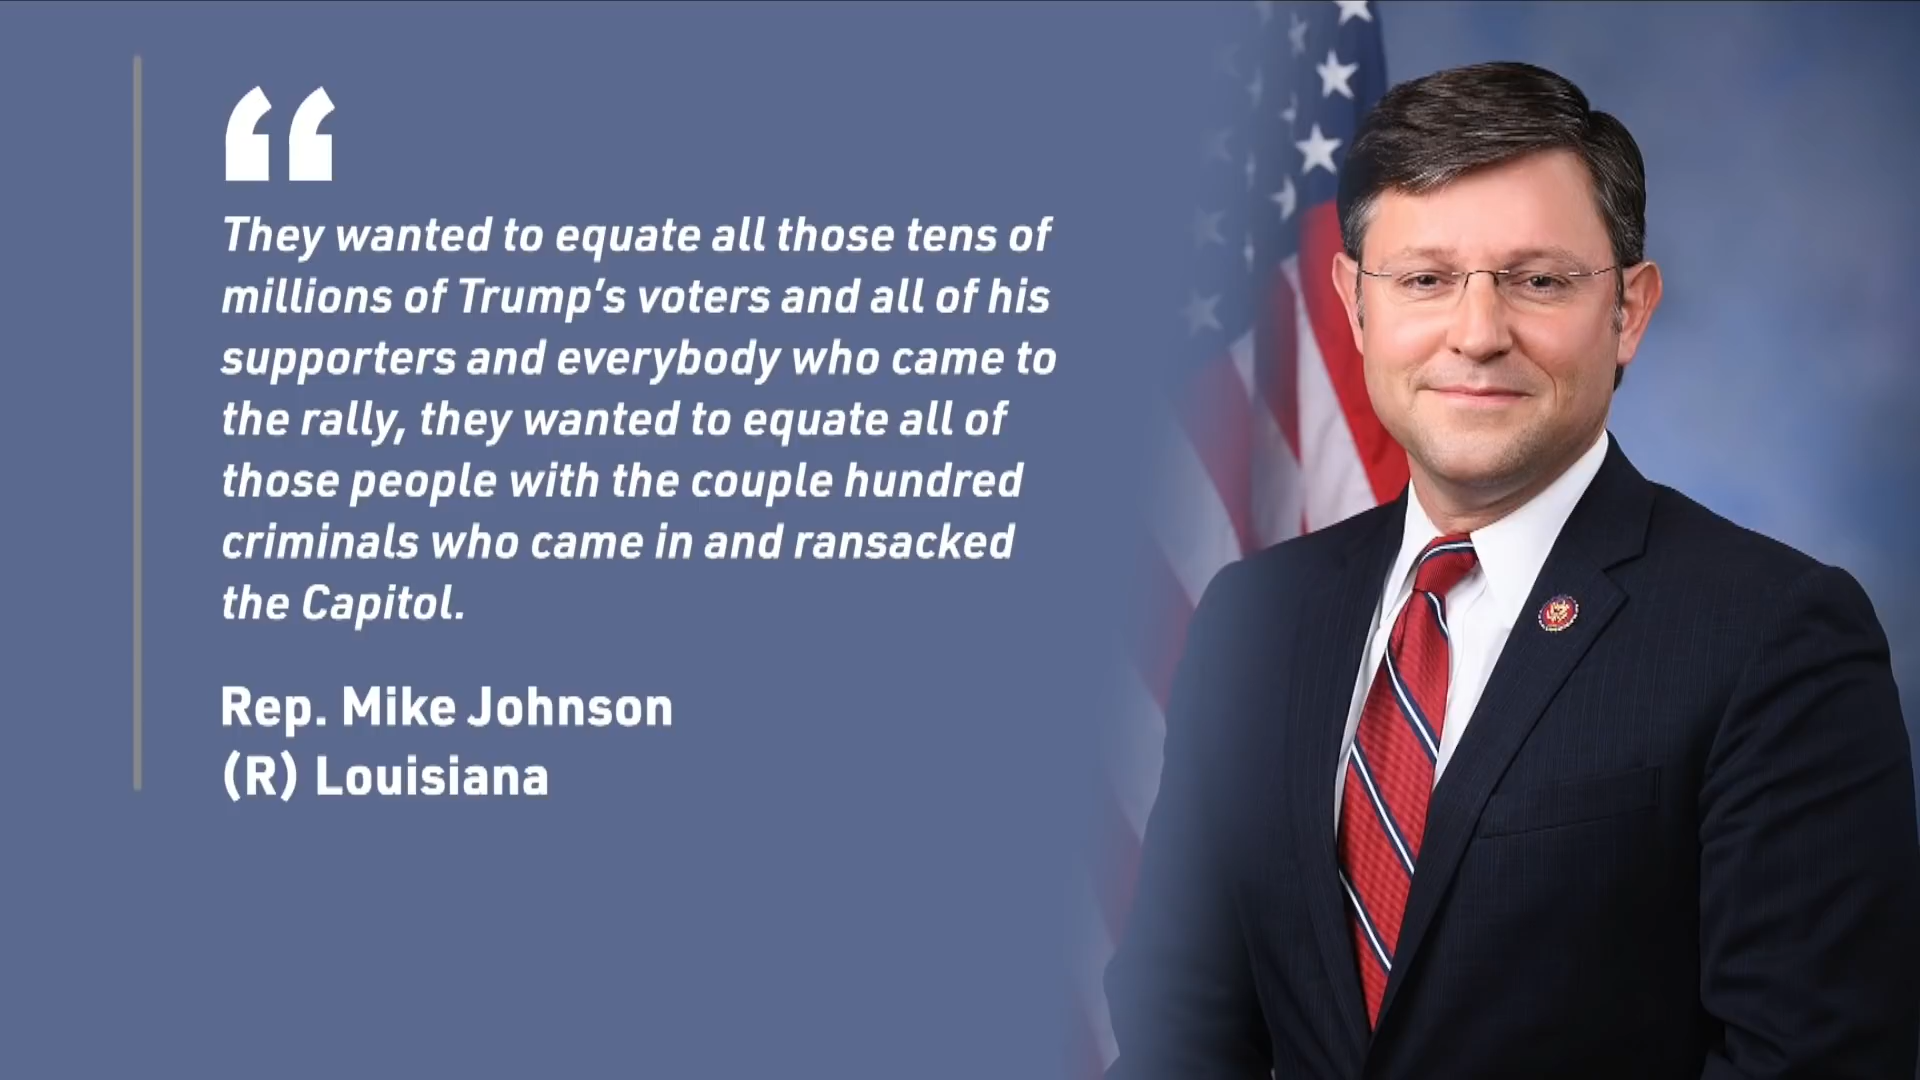 “
They wanted to equate all those tens of
millions of Trump’s voters and all of his
supporters and everybody who came to
the rally, they wanted to equate all of
those people with the couple hundred
criminals who came in and ransacked
the Capitol.
Rep. Mike Johnson
(R) Louisiana